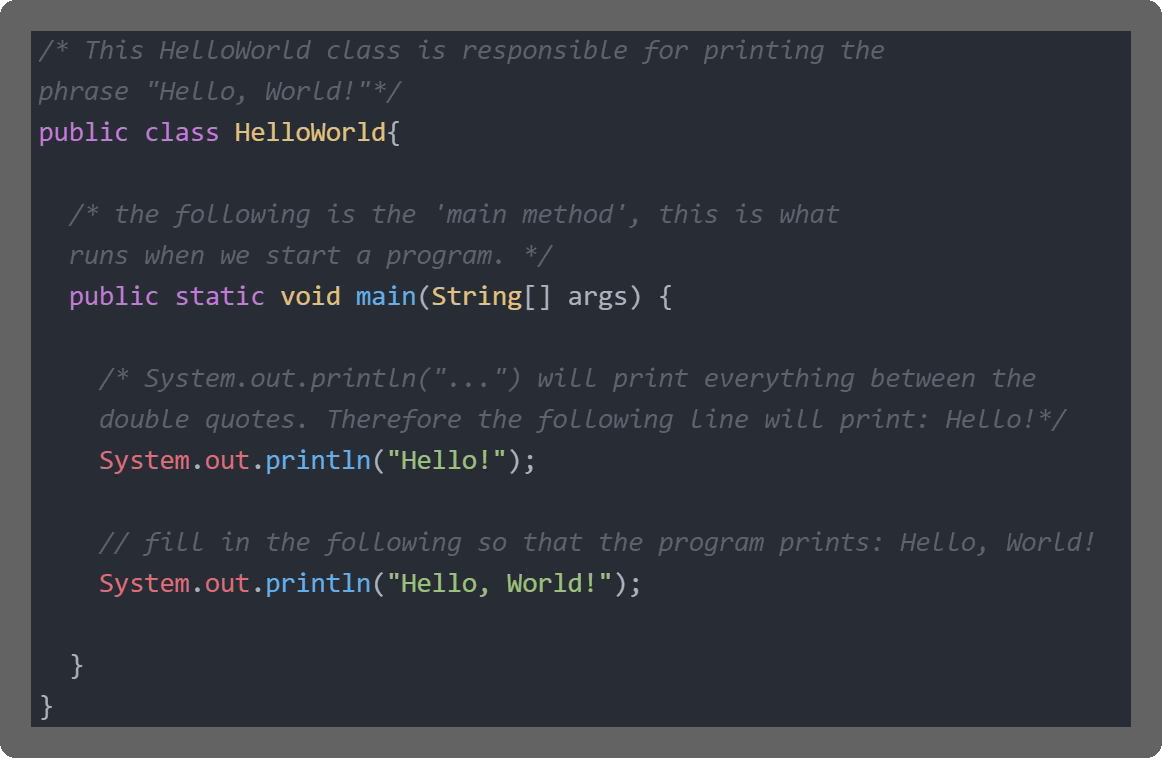 /* This HelloWorld class is responsible for printing the
phrase "Hello, World!"*/
public class HelloWorld{
/* the following is the 'main method', this is what
runs when we start a program. */
public static void main(String[] args) {
/* System.out.println("...") will print everything between the
double quotes. Therefore the following line will print: Hello!*/
System.out.println("Hello!");
// fill in the following so that the program prints: Hello, World!
System.out.println("Hello, World!");
}
}